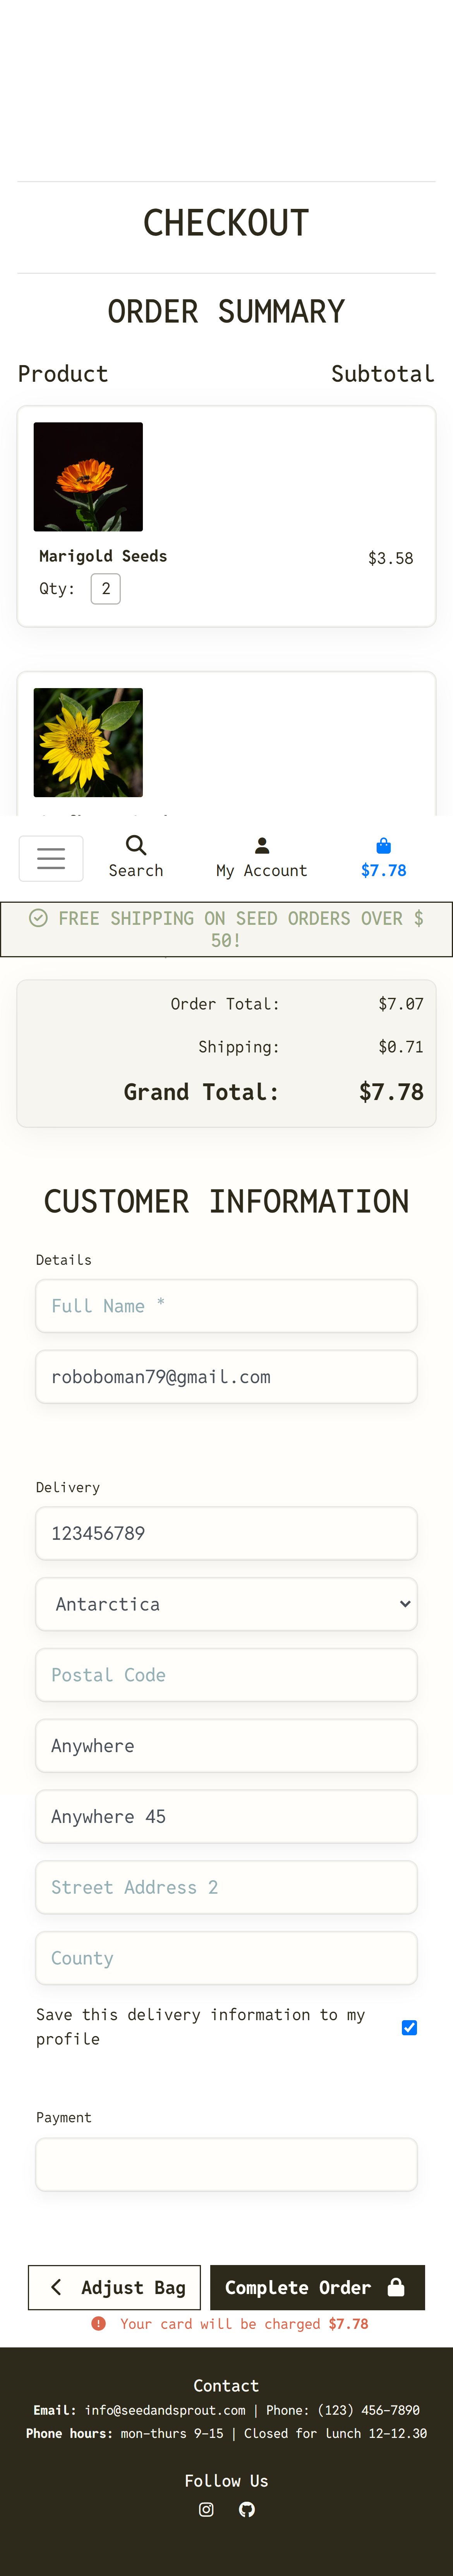 CHECKOUT
ORDER SUMMARY
Product Subtotal
Marigold Seeds
$3.58
Qty: 2
Search My Account $7.78
FREE SHIPPING ON SEED ORDERS OVER $
50!
Order Total: $7.07
Shipping: $0.71
Grand Total: $7.78
CUSTOMER INFORMATION
Details
Full Name *
roboboman79@gmail.com
Delivery
123456789
Antarctica
Postal Code
Anywhere
Anywhere 45
Street Address 2
County
Save this delivery information to my
profile
Payment
Adjust Bag Complete Order
Your card will be charged $7.78
Contact
Email: info@seedandsprout.com | Phone: (123) 456-7890
Phone hours: mon-thurs 9-15 | Closed for lunch 12-12.30
Follow Us